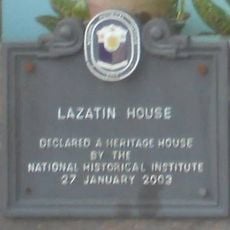 LAZATIN HOUSE
DECLARED A HERITAGE HOUSE
BY THE
NATIONAL HISTORICAL INSTITUTE
27 JANUARY 2003